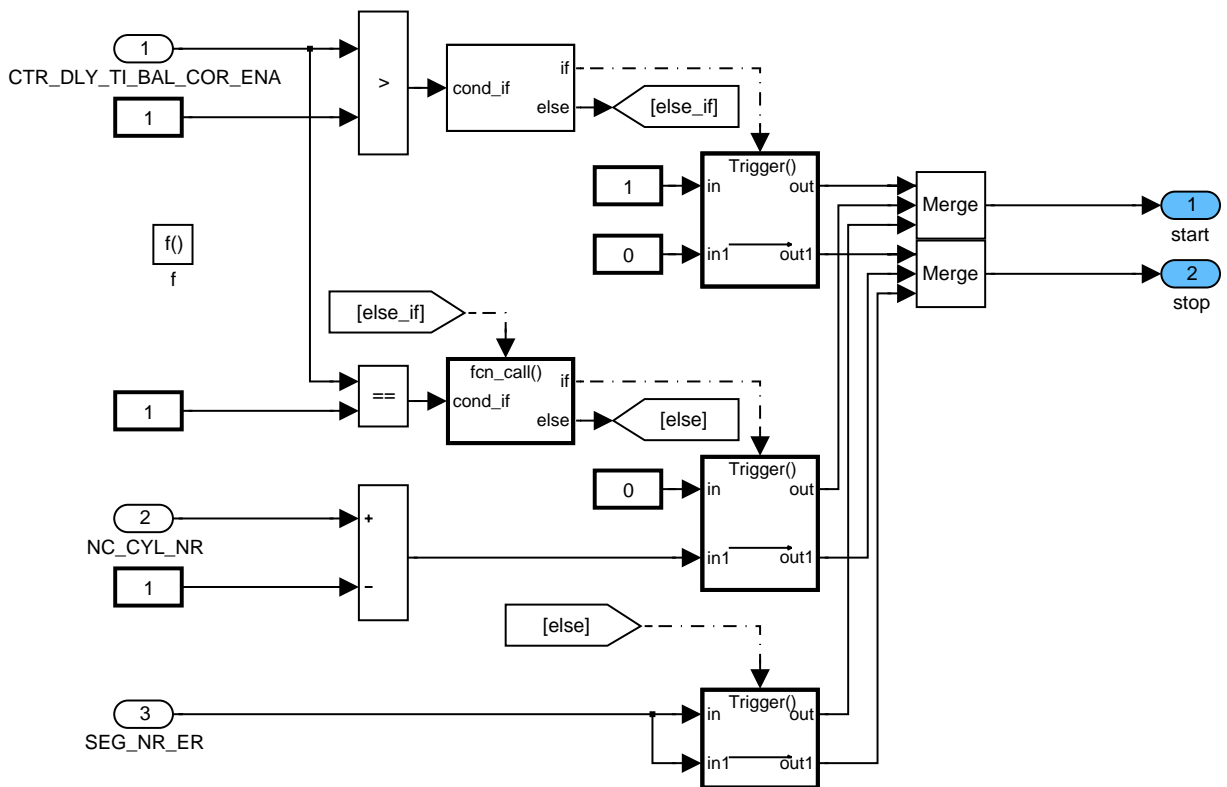 1
CTR_DLY_TI_BAL_COR_ENA
1
>
cond_if
if
else
[else_if]
Trigger()
1
in
out
0
in1
out1
Merge
1
start
Merge
2
stop
f()
f
[else_if]
fcn_call()
1
==
cond_if
if
else
[else]
Trigger()
0
in
out
in1
out1
2
NC_CYL_NR
1
+
−
[else]
Trigger()
3
SEG_NR_ER
in
out
in1
out1